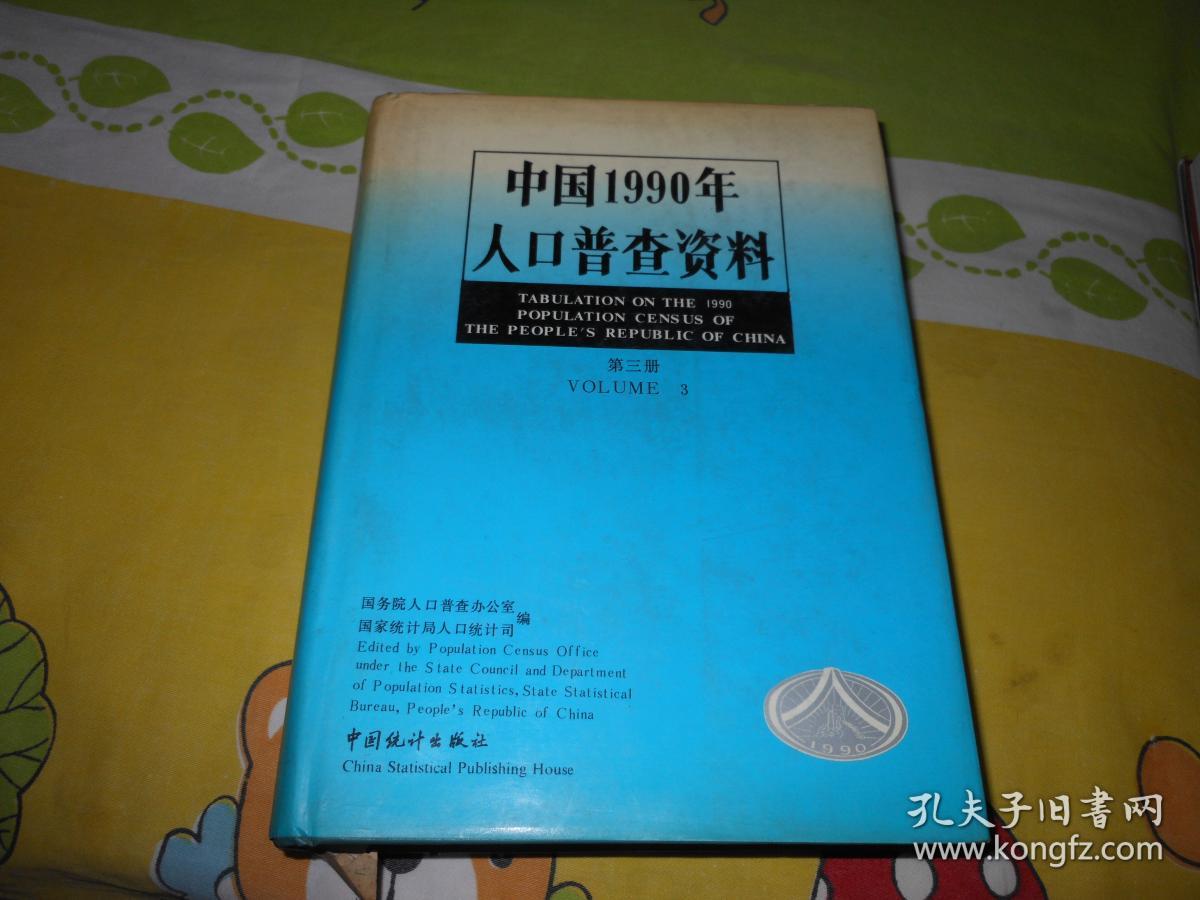 中国1990年
人口普查资料
TABULATION ON THE 1990
POPULATION CENSUS OF
THE PEOPLE'S REPUBLIC OF CHINA
第三册
VOLUME 3
国务院人口普查办公室
国家统计局人口统计司
编
Edited by Population Census Office
under the State Council and Department
of Population Statistics, State Statistical
Bureau, People's Republic of China
中国统计出版社
China Statistical Publishing House
1990
孔夫子旧书网
www.kongfz.com